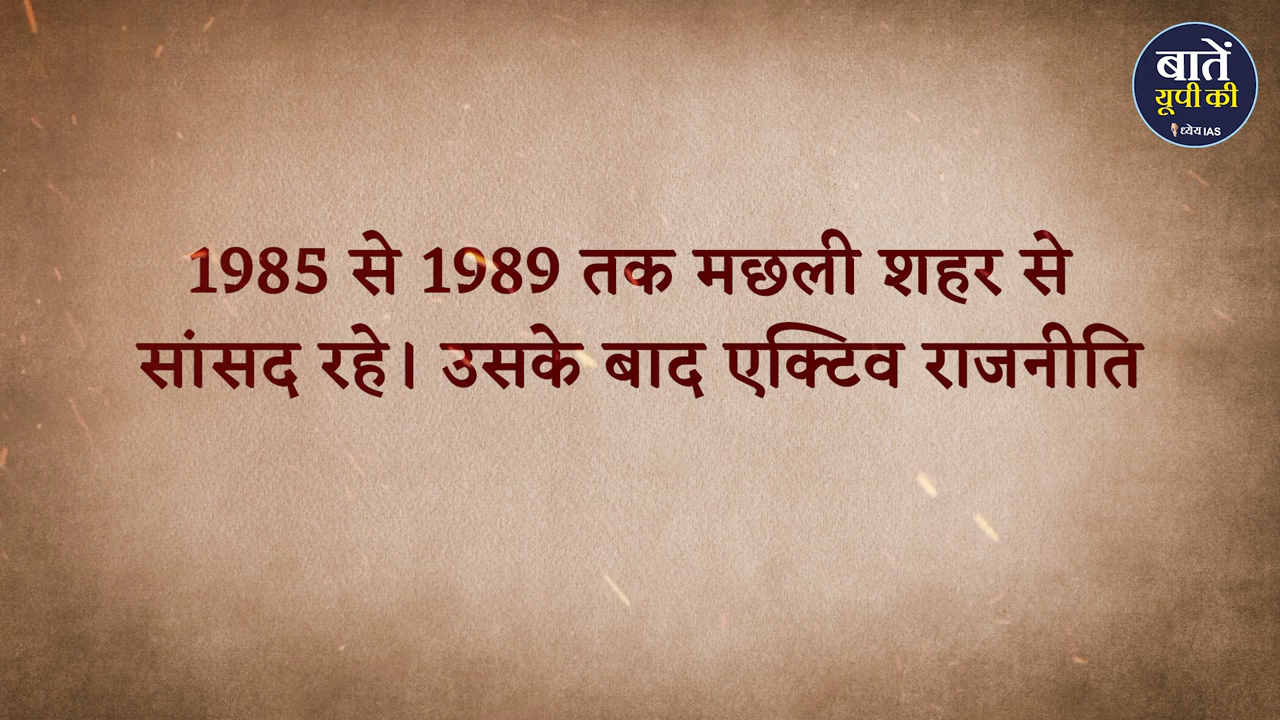 बातें
यूपी की
ध्येय IAS
1985 से 1989 तक मछली शहर से
सांसद रहे। उसके बाद एक्टिव राजनीति